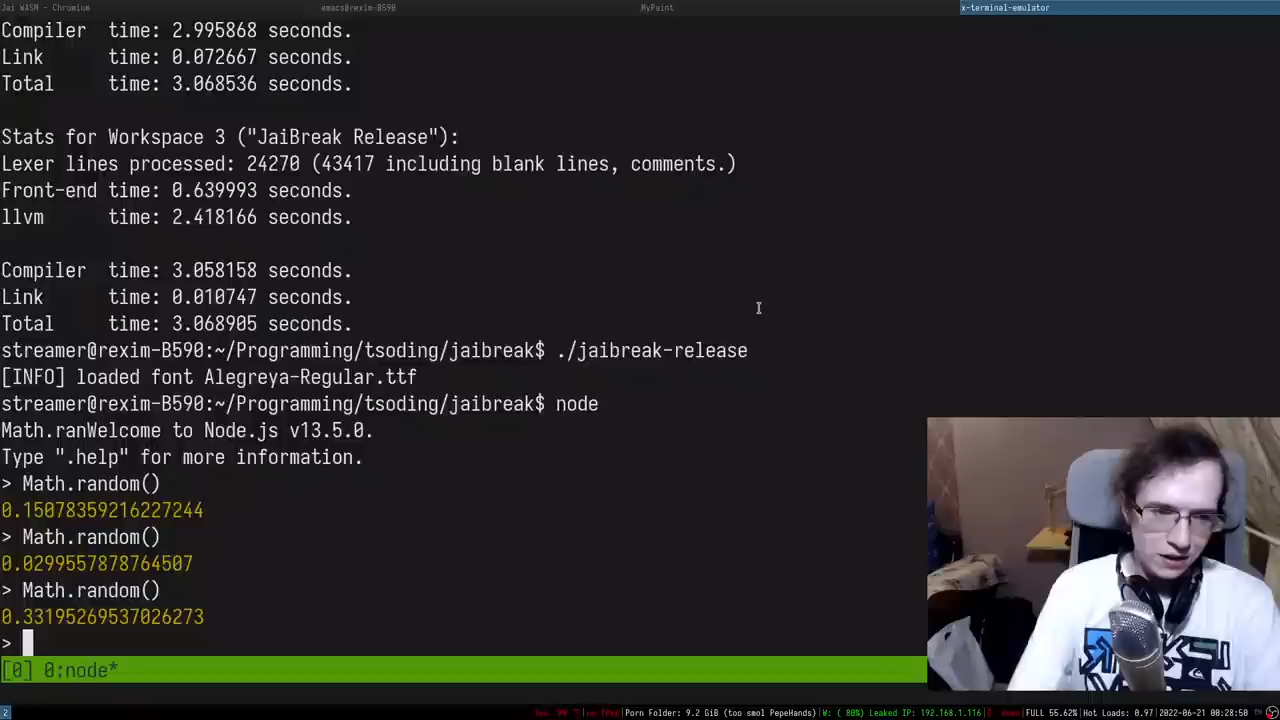 Jai WASM - Chromium
emacs@rexim-B590
MyPaint
x-terminal-emulator
Compiler time: 2.995868 seconds.
Link time: 0.072667 seconds.
Total time: 3.068536 seconds.
Stats for Workspace 3 ("JaiBreak Release"):
Lexer lines processed: 24270 (43417 including blank lines, comments.)
Front-end time: 0.639993 seconds.
llvm time: 2.418166 seconds.
Compiler time: 3.058158 seconds.
Link time: 0.010747 seconds.
Total time: 3.068905 seconds.
streamer@rexim-B590:~/Programming/tsoding/jaibreak$ ./jaibreak-release
[INFO] loaded font Alegreya-Regular.ttf
streamer@rexim-B590:~/Programming/tsoding/jaibreak$ node
Math.ranWelcome to Node.js v13.5.0.
Type ".help" for more information.
> Math.random()
0.15078359216227244
> Math.random()
0.0299557878764507
> Math.random()
0.33195269537026273
>
[0] 0:node*
2
Porn Folder: 9.2 GiB (too smol PepeHands)|W: ( 80%) Leaked IP: 192.168.1.116|
down|FULL 55.62%|Hot Loads: 0.97|2022-06-21 00:28:50